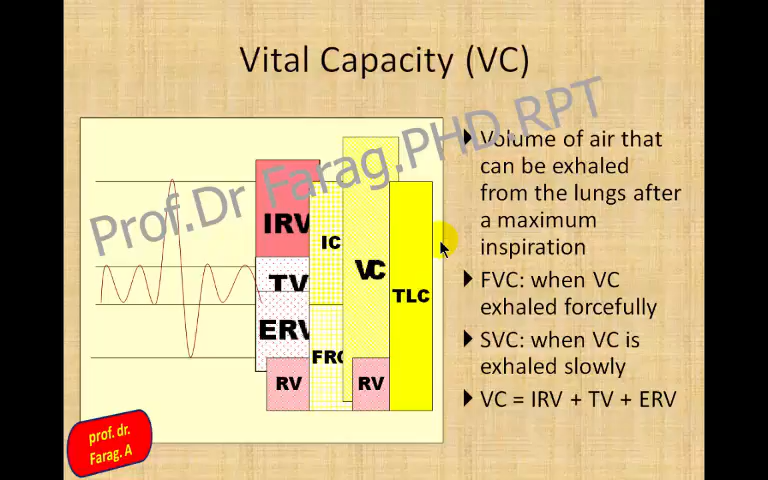 Vital Capacity (VC)
Prof.Dr Farag.PHD.RPT
Volume of air that
can be exhaled
from the lungs after
a maximum
inspiration
FVC: when VC
exhaled forcefully
SVC: when VC is
exhaled slowly
VC = IRV + TV + ERV
IRV
IC
TV
VC
TLC
ERV
FRC
RV
RV
prof. dr.
Farag. A